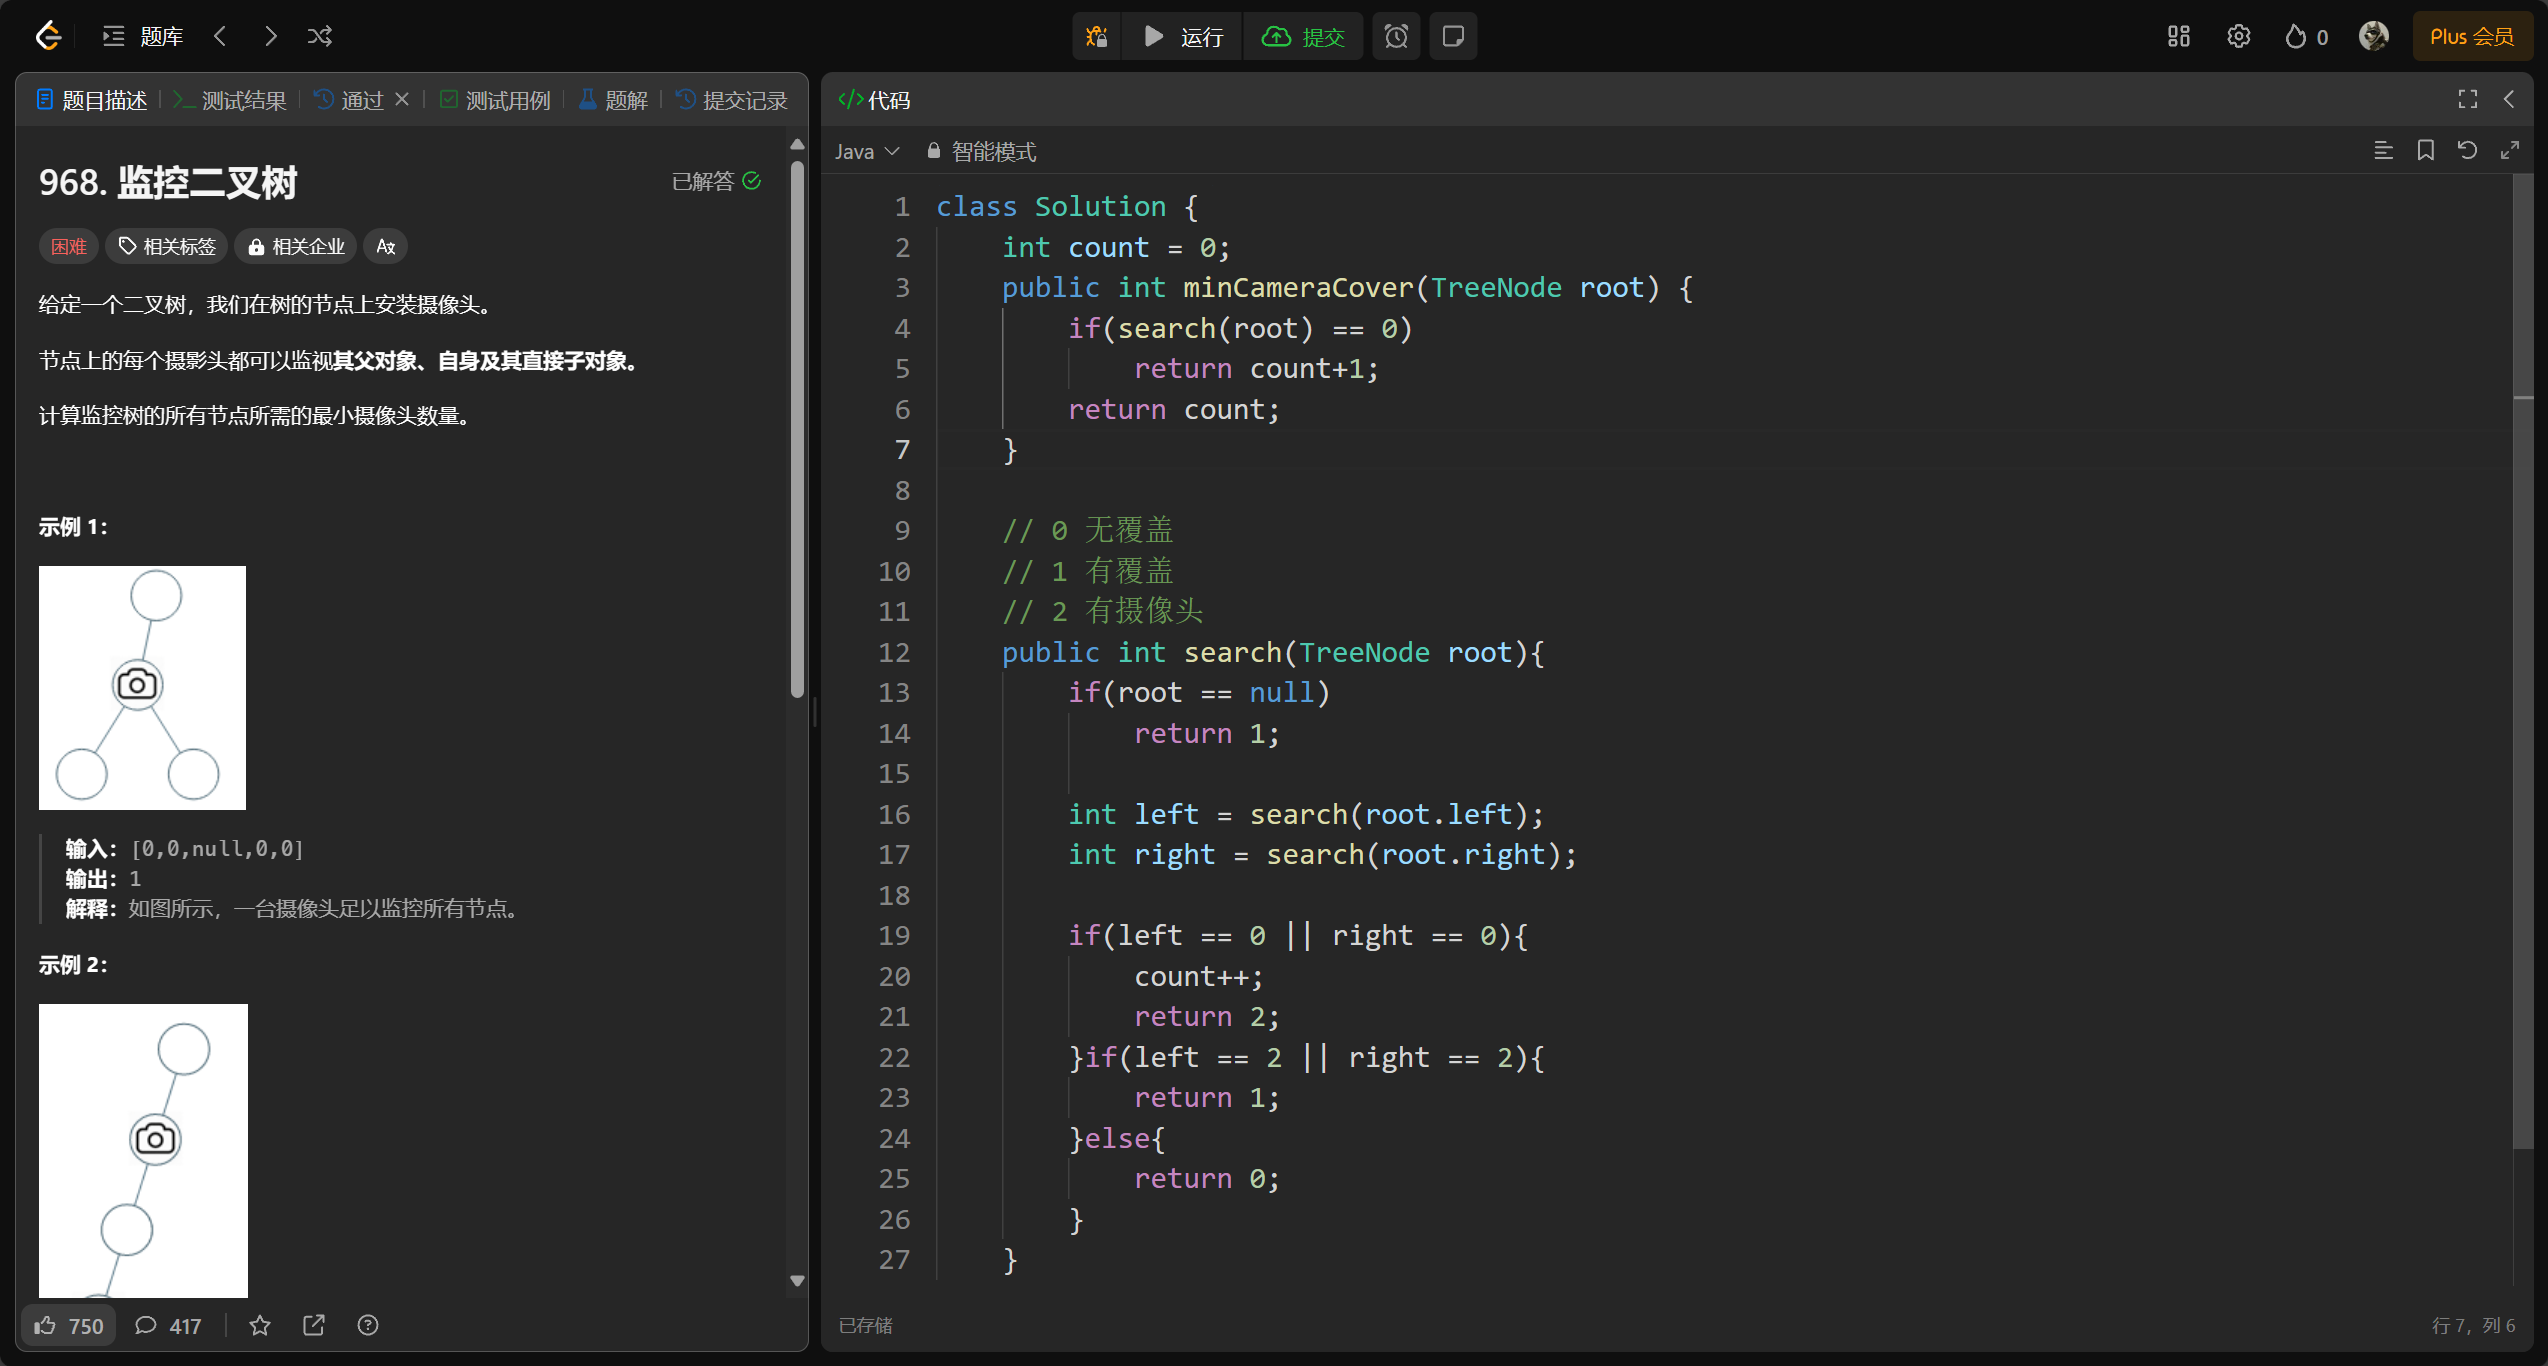 题库
运行
提交
0
Plus 会员
题目描述
测试结果
通过
测试用例
题解
提交记录
968. 监控二叉树
已解答
困难
相关标签
相关企业
给定一个二叉树，我们在树的节点上安装摄像头。
节点上的每个摄影头都可以监视其父对象、自身及其直接子对象。
计算监控树的所有节点所需的最小摄像头数量。
示例 1：
输入：[0,0,null,0,0]
输出：1
解释：如图所示，一台摄像头足以监控所有节点。
示例 2：
750
417
</> 代码
Java
智能模式
1 class Solution {
2 int count = 0;
3 public int minCameraCover(TreeNode root) {
4 if(search(root) == 0)
5 return count+1;
6 return count;
7 }
8
9 // 0 无覆盖
10 // 1 有覆盖
11 // 2 有摄像头
12 public int search(TreeNode root){
13 if(root == null)
14 return 1;
15
16 int left = search(root.left);
17 int right = search(root.right);
18
19 if(left == 0 || right == 0){
20 count++;
21 return 2;
22 }if(left == 2 || right == 2){
23 return 1;
24 }else{
25 return 0;
26 }
27 }
已存储
行 7，列 6